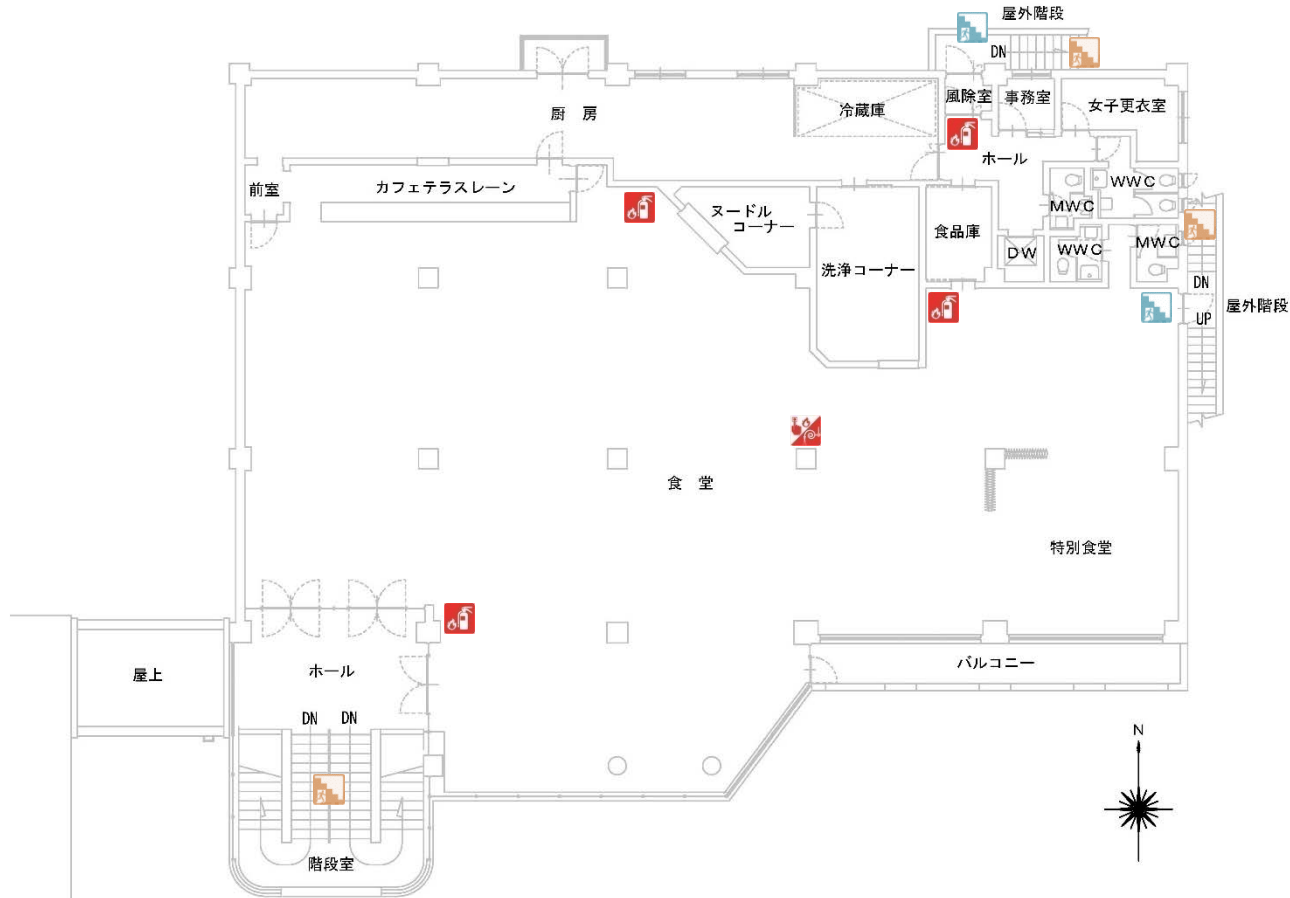 屋外階段
DN
厨　房
冷蔵庫
風除室
事務室
女子更衣室
ホール
前室
カフェテラスレーン
ヌードル
コーナー
食品庫
MWC
WWC
洗浄コーナー
DW
WWC
MWC
DN
屋外階段
UP
食　堂
特別食堂
屋上
ホール
バルコニー
DN
DN
N
階段室